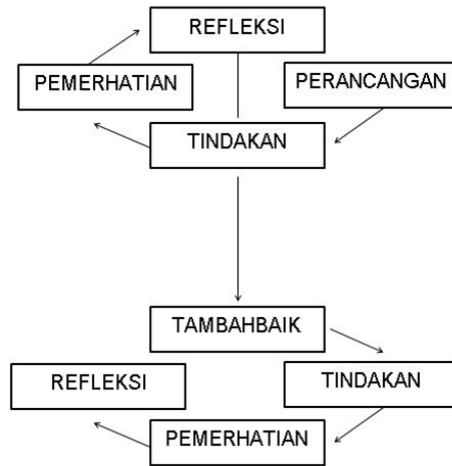 REFLEKSI
PEMERHATIAN
PERANCANGAN
TINDAKAN
TAMBAHBAIK
REFLEKSI
TINDAKAN
PEMERHATIAN